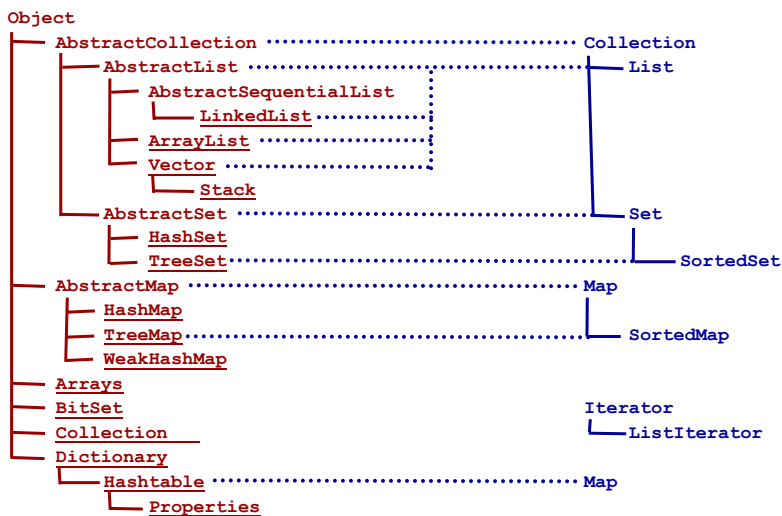 Object
AbstractCollection Collection
AbstractList List
AbstractSequentialList
LinkedList
ArrayList
Vector
Stack
AbstractSet Set
HashSet
TreeSet SortedSet
AbstractMap Map
HashMap
TreeMap SortedMap
WeakHashMap
Arrays
BitSet Iterator
Collection ListIterator
Dictionary
Hashtable Map
Properties